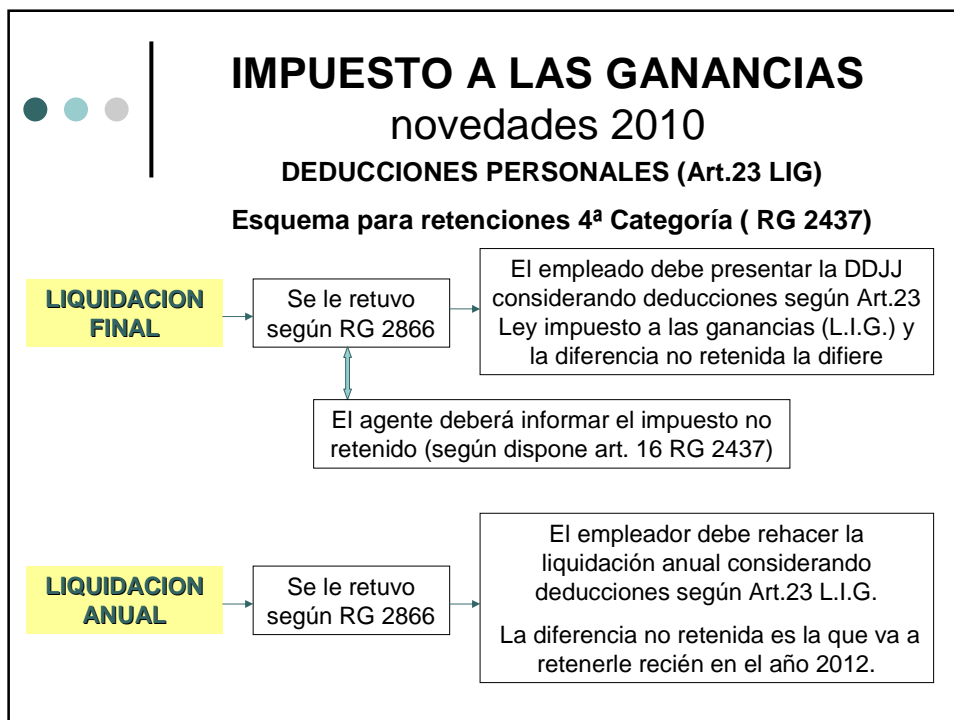 IMPUESTO A LAS GANANCIAS
novedades 2010
DEDUCCIONES PERSONALES (Art.23 LIG)
Esquema para retenciones 4ª Categoría ( RG 2437)
LIQUIDACION
FINAL
Se le retuvo
según RG 2866
El empleado debe presentar la DDJJ
considerando deducciones según Art.23
Ley impuesto a las ganancias (L.I.G.) y
la diferencia no retenida la difiere
El agente deberá informar el impuesto no
retenido (según dispone art. 16 RG 2437)
LIQUIDACION
ANUAL
Se le retuvo
según RG 2866
El empleador debe rehacer la
liquidación anual considerando
deducciones según Art.23 L.I.G.
La diferencia no retenida es la que va a
retenerle recién en el año 2012.